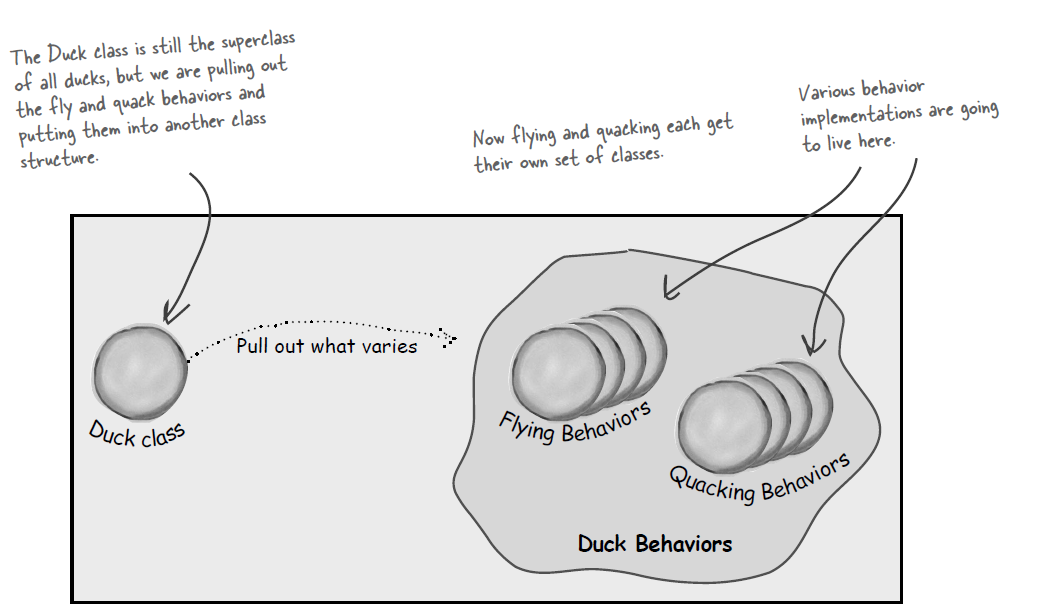 The Duck class is still the superclass
of all ducks, but we are pulling out
the fly and quack behaviors and
putting them into another class
structure.
Now flying and quacking each get
their own set of classes.
Various behavior
implementations are going
to live here.
Pull out what varies
Duck class
Flying Behaviors
Quacking Behaviors
Duck Behaviors